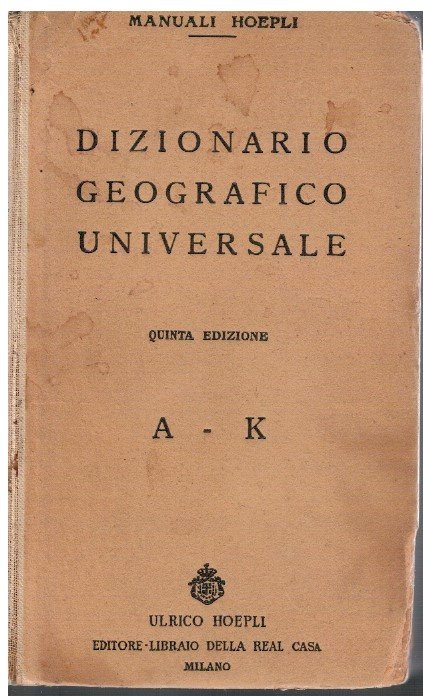 MANUALI HOEPLI
DIZIONARIO
GEOGRAFICO
UNIVERSALE
QUINTA EDIZIONE
A - K
ULRICO HOEPLI
EDITORE-LIBRAIO DELLA REAL CASA
MILANO